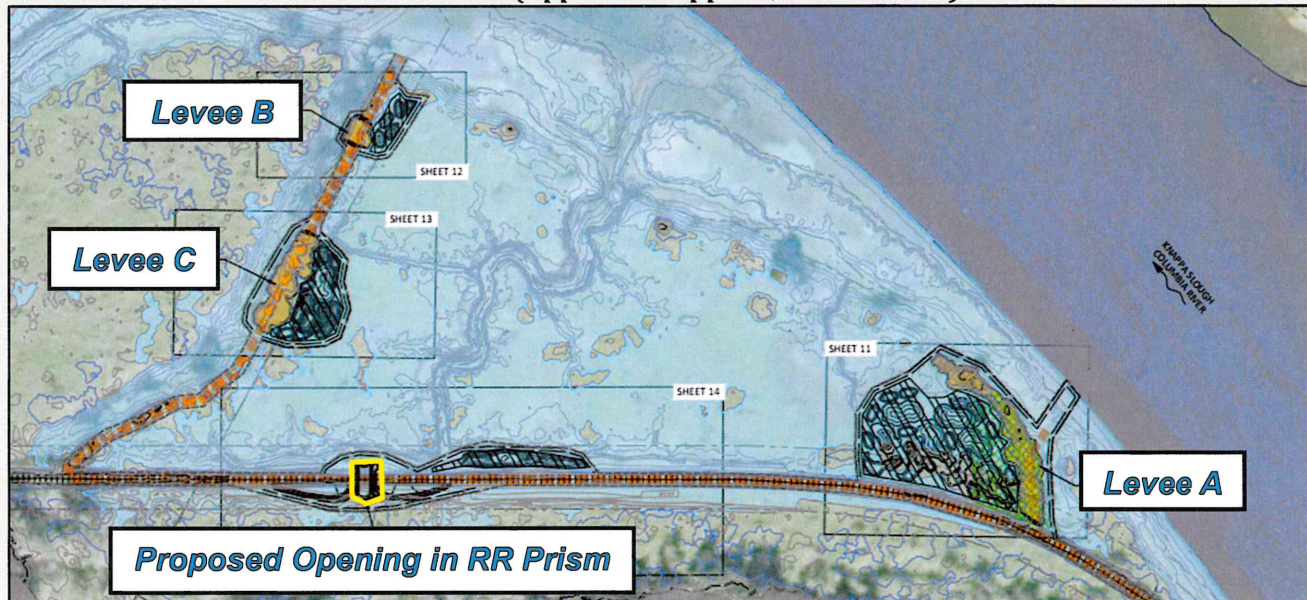 Levee B
SHEET 12
SHEET 13
Levee C
KNAPPA SLOUGH
COLUMBIA RIVER
SHEET 11
SHEET 14
Levee A
Proposed Opening in RR Prism